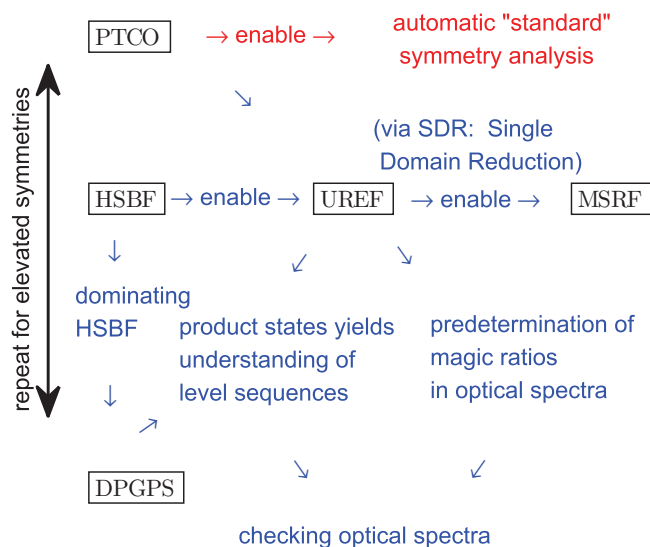 PTCO → enable → automatic "standard"
symmetry analysis
↘
(via SDR: Single
Domain Reduction)
HSBF → enable → UREF → enable → MSRF
↓ ↙ ↘
dominating
HSBF
product states yields
understanding of
level sequences
predetermination of
magic ratios
in optical spectra
↓
↗
DPGPS
↘ ↙
checking optical spectra
repeat for elevated symmetries